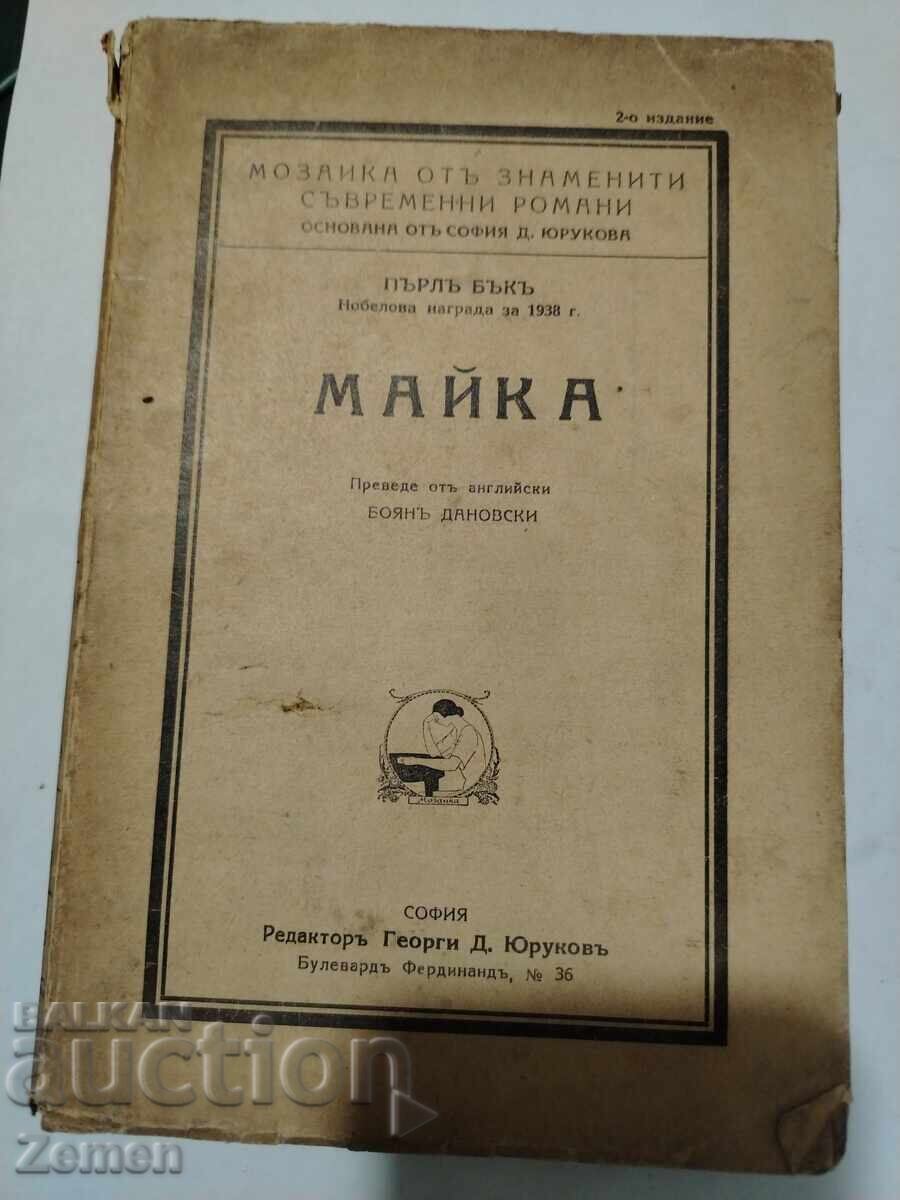 2-о издание
МОЗАИКА ОТЪ ЗНАМЕНИТИ
СЪВРЕМЕННИ РОМАНИ
ОСНОВАНА ОТЪ СОФИЯ Д. ЮРУКОВА
ПЪРЛЪ БЪКЪ
Нобелова награда за 1938 г.
МАЙКА
Преведе отъ английски
БОЯНЪ ДАНОВСКИ
Мозаика
СОФИЯ
Редакторъ Георги Д. Юруковъ
Булевардъ Фердинандъ, № 36
BALKAN
auction
Zemen